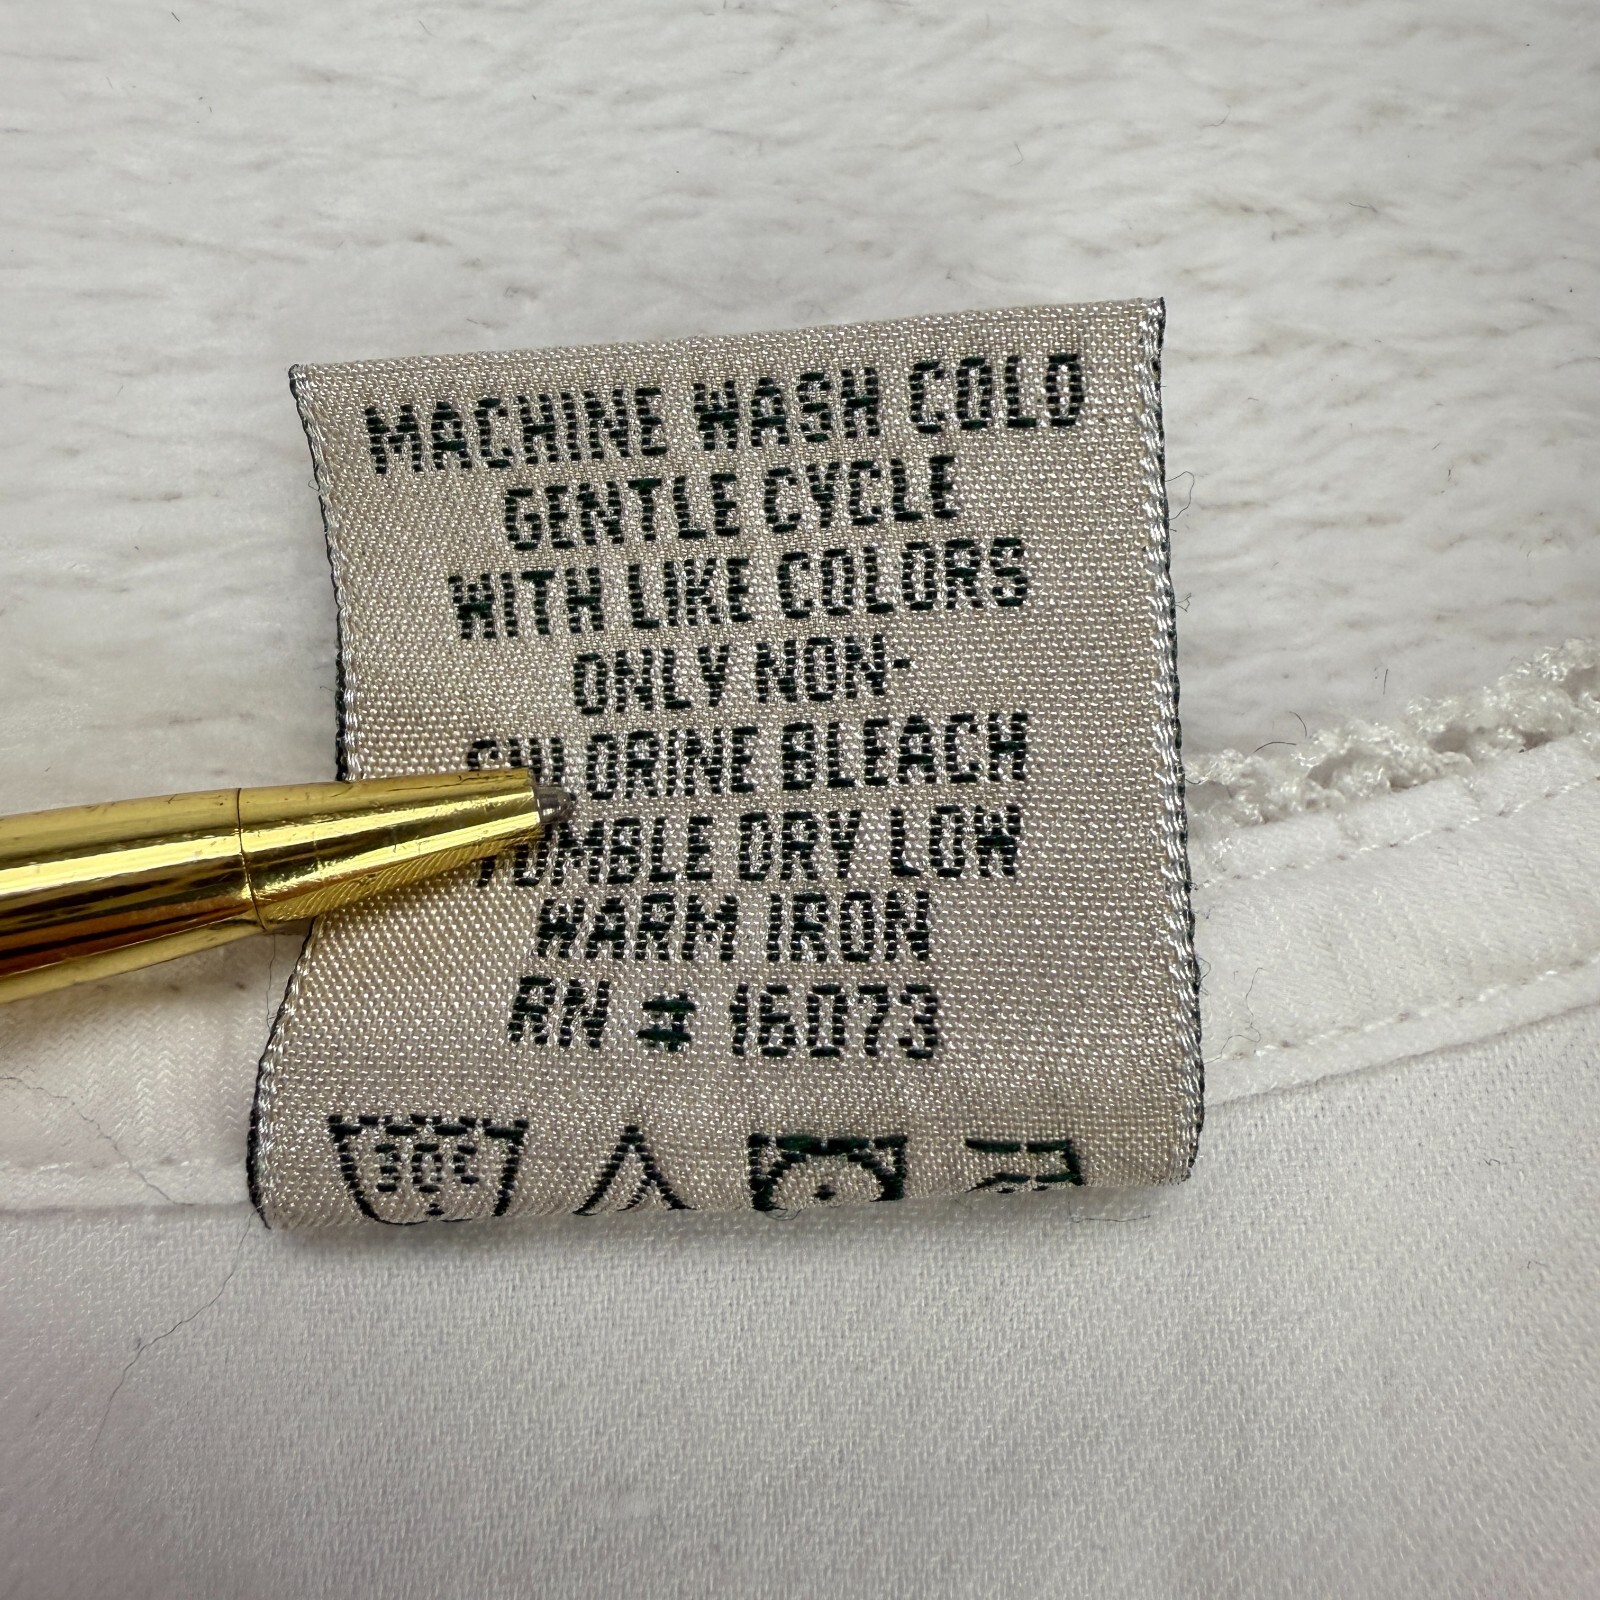 MACHINE WASH COLD
GENTLE CYCLE
WITH LIKE COLORS
ONLY NON-
CHLORINE BLEACH
TUMBLE DRY LOW
WARM IRON
RN # 16073
30C